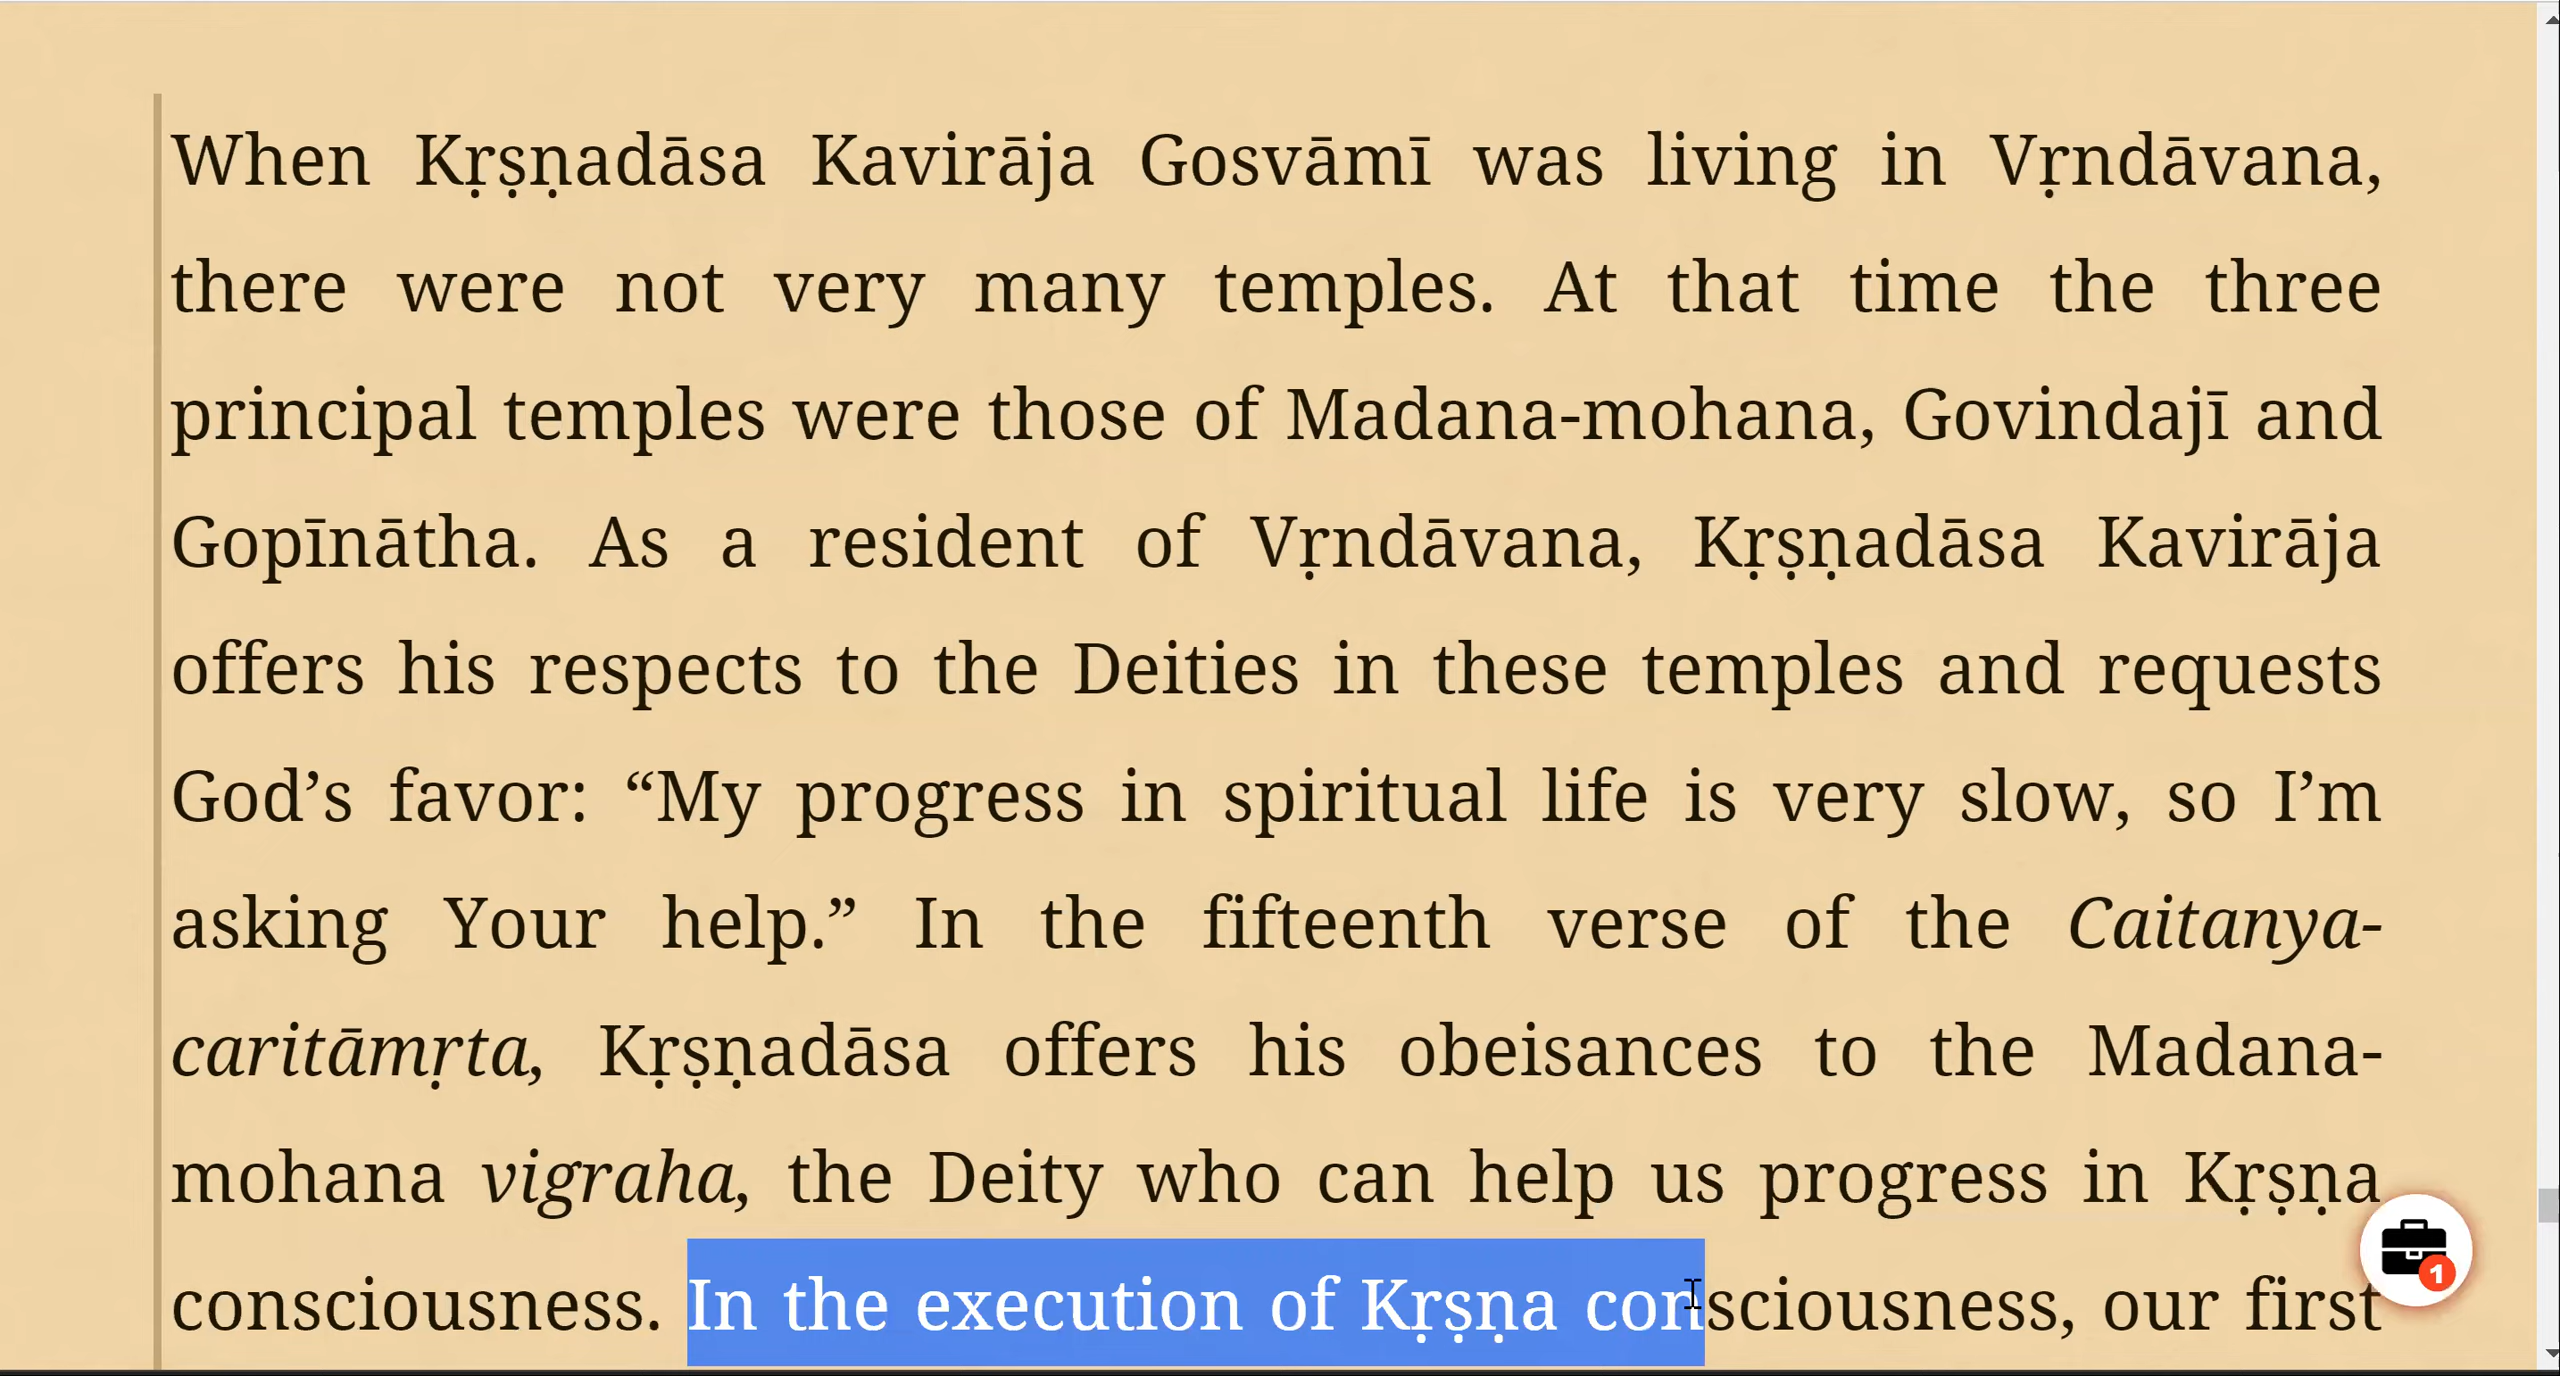 When Kṛṣṇadāsa Kavirāja Gosvāmī was living in Vṛndāvana,
there were not very many temples. At that time the three
principal temples were those of Madana-mohana, Govindajī and
Gopīnātha. As a resident of Vṛndāvana, Kṛṣṇadāsa Kavirāja
offers his respects to the Deities in these temples and requests
God’s favor: “My progress in spiritual life is very slow, so I’m
asking Your help.” In the fifteenth verse of the Caitanya-
caritāmṛta, Kṛṣṇadāsa offers his obeisances to the Madana-
mohana vigraha, the Deity who can help us progress in Kṛṣṇa
consciousness. In the execution of Kṛṣṇa consciousness, our first
1